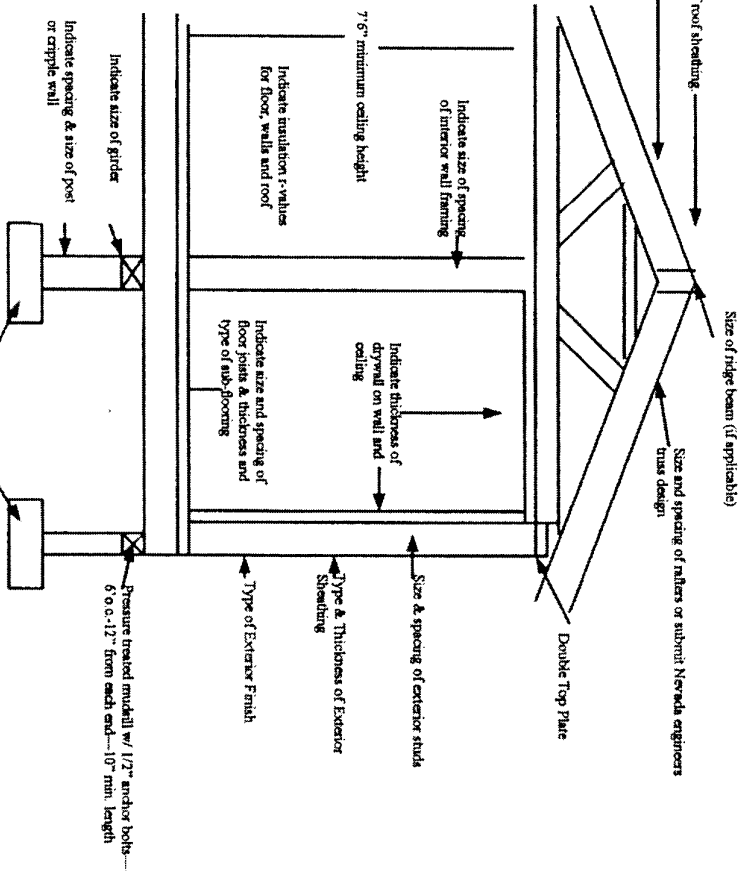 roof sheathing.
Size of ridge beam (if applicable)
Size and spacing of rafters or submit Nevada engineers
truss design
Double Top Plate
7'6" minimum ceiling height
Indicate size of spacing
of interior wall framing
Indicate thickness of
drywall on wall and
ceiling
Size & spacing of exterior studs
Type & Thickness of Exterior
Sheathing
Indicate insulation r-values
for floor, walls and roof
Indicate size and spacing of
floor joists & thickness and
type of sub-flooring
Type of Exterior Finish
Indicate size of girder
Indicate spacing & size of post
or cripple wall
Pressure treated mudsill w/ 1/2" anchor bolts---
6'o.c.-12" from each end---10" min. length